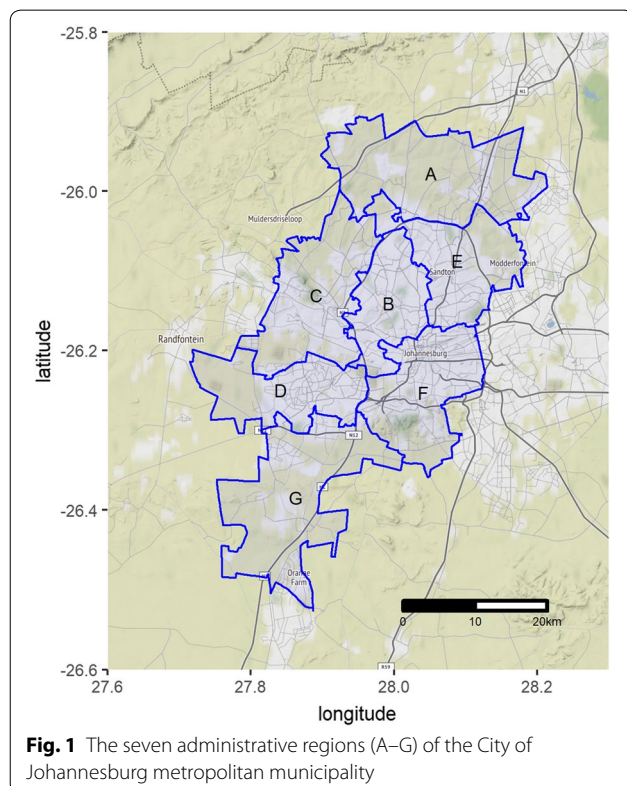 -25.8
N1
-26.0
A
Muldersdriseloop
E
Sandton
Modderfontein
C
B
-26.2
Randfontein
Johannesburg
latitude
D
F
N12
-26.4
G
Orange
Farm
0 10 20km
-26.6
R59
27.6 27.8 28.0 28.2
longitude
Fig. 1 The seven administrative regions (A–G) of the City of
Johannesburg metropolitan municipality